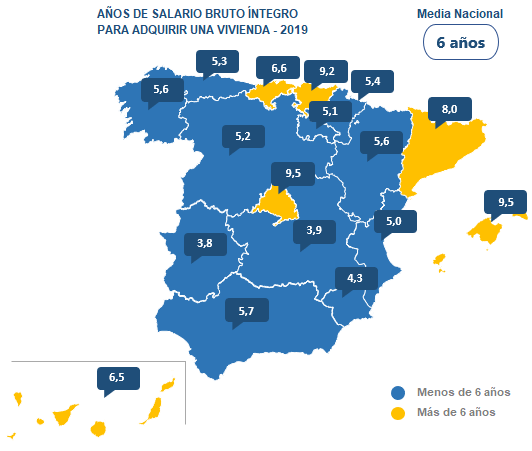 AÑOS DE SALARIO BRUTO ÍNTEGRO
PARA ADQUIRIR UNA VIVIENDA - 2019
Media Nacional
6 años
5,3
6,6
9,2
5,4
5,6
5,1
8,0
5,2
5,6
9,5
9,5
5,0
3,8
3,9
4,3
5,7
6,5
Menos de 6 años
Más de 6 años